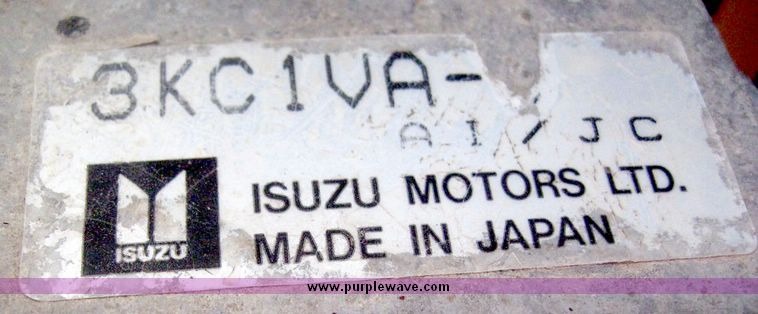 3KC1VA-
AI/JC
ISUZU
ISUZU MOTORS LTD.
MADE IN JAPAN
www.purplewave.com